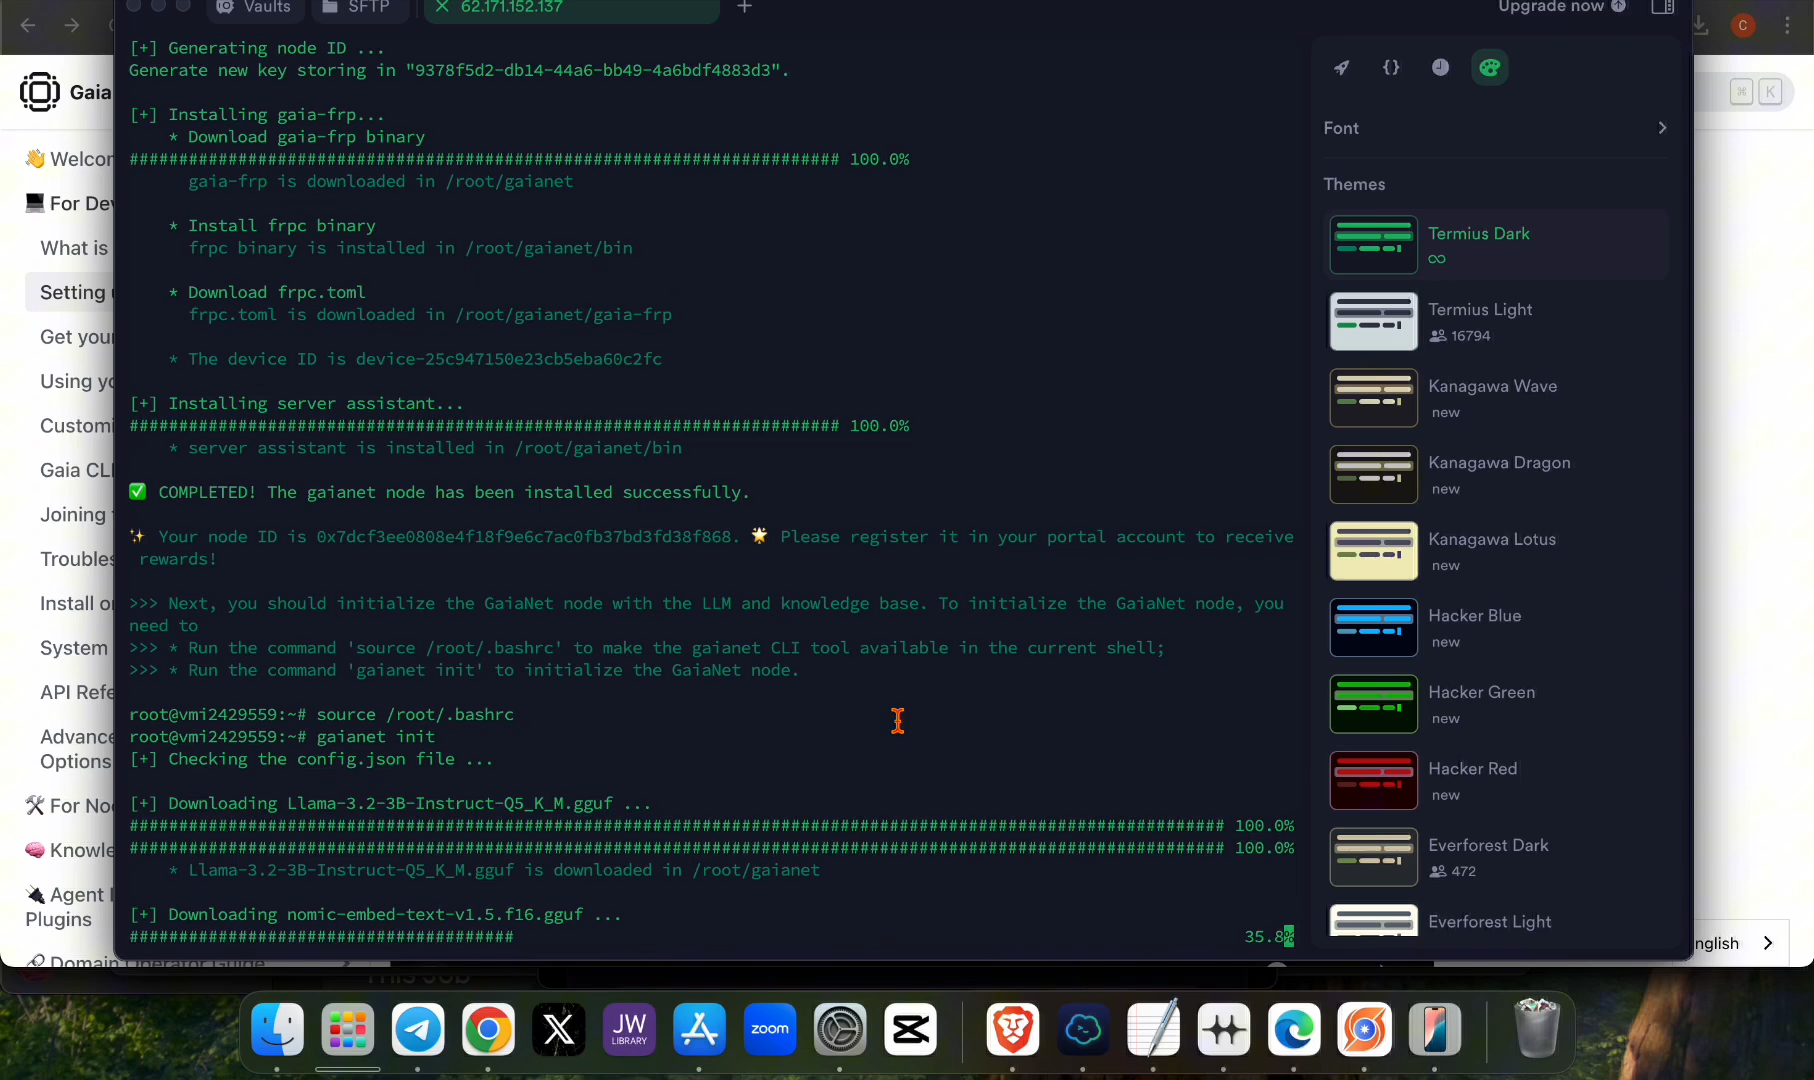 Vaults
SFTP
62.171.152.137
Upgrade now
C
Gaia
⌘ K
👋 Welcon
💻 For Dev
What is
Setting u
Get your
Using yo
Customi
Gaia CLI
Joining t
Troubles
Install or
System
API Refe
Advance
Options
🛠 For Noc
🧠 Knowle
🔌 Agent I
Plugins
🔗 Domain Operator Guide
[+] Generating node ID ...
Generate new key storing in "9378f5d2-db14-44a6-bb49-4a6bdf4883d3".
[+] Installing gaia-frp...
* Download gaia-frp binary
######################################################################## 100.0%
gaia-frp is downloaded in /root/gaianet
* Install frpc binary
frpc binary is installed in /root/gaianet/bin
* Download frpc.toml
frpc.toml is downloaded in /root/gaianet/gaia-frp
* The device ID is device-25c947150e23cb5eba60c2fc
[+] Installing server assistant...
######################################################################## 100.0%
* server assistant is installed in /root/gaianet/bin
✅ COMPLETED! The gaianet node has been installed successfully.
✨ Your node ID is 0x7dcf3ee0808e4f18f9e6c7ac0fb37bd3fd38f868. 🌟 Please register it in your portal account to receive
rewards!
>>> Next, you should initialize the GaiaNet node with the LLM and knowledge base. To initialize the GaiaNet node, you
need to
>>> * Run the command 'source /root/.bashrc' to make the gaianet CLI tool available in the current shell;
>>> * Run the command 'gaianet init' to initialize the GaiaNet node.
root@vmi2429559:~# source /root/.bashrc
root@vmi2429559:~# gaianet init
[+] Checking the config.json file ...
[+] Downloading Llama-3.2-3B-Instruct-Q5_K_M.gguf ...
############################################################################################################### 100.0%
############################################################################################################### 100.0%
* Llama-3.2-3B-Instruct-Q5_K_M.gguf is downloaded in /root/gaianet
[+] Downloading nomic-embed-text-v1.5.f16.gguf ...
####################################### 35.8%
Font
Themes
Termius Dark
∞
Termius Light
16794
Kanagawa Wave
new
Kanagawa Dragon
new
Kanagawa Lotus
new
Hacker Blue
new
Hacker Green
new
Hacker Red
new
Everforest Dark
472
Everforest Light
nglish
This Job
JW
LIBRARY
zoom